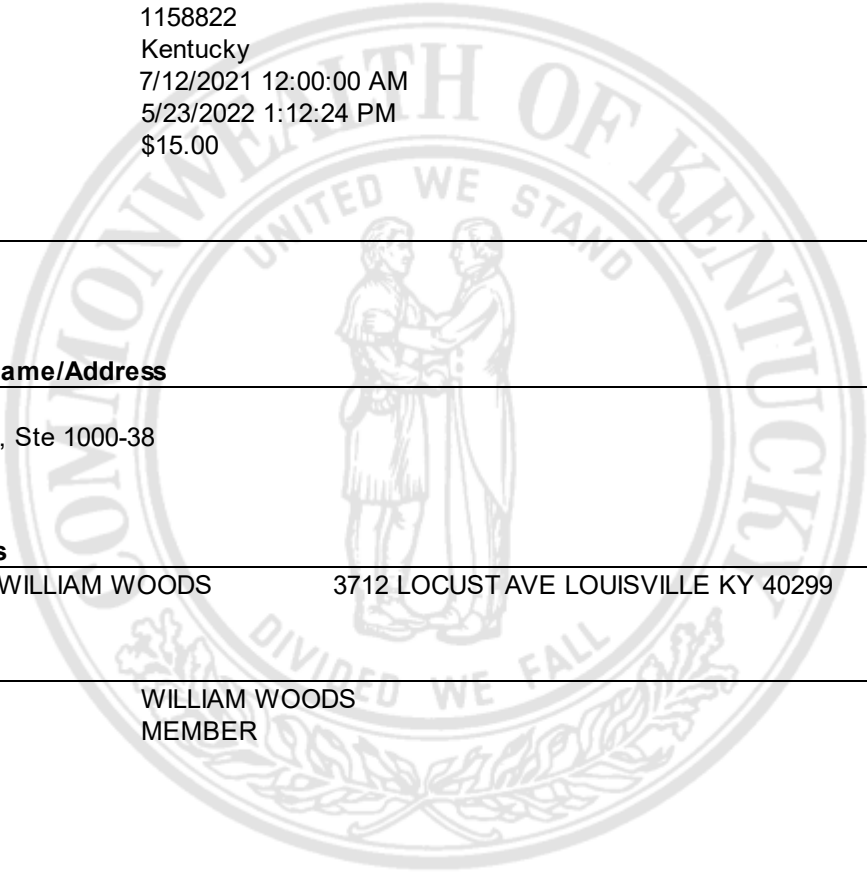 1158822
Kentucky
7/12/2021 12:00:00 AM
5/23/2022 1:12:24 PM
$15.00
COMMONWEALTH OF KENTUCKY
UNITED WE STAND
ame/Address
, Ste 1000-38
s
WILLIAM WOODS 3712 LOCUST AVE LOUISVILLE KY 40299
DIVIDED WE FALL
WILLIAM WOODS
MEMBER